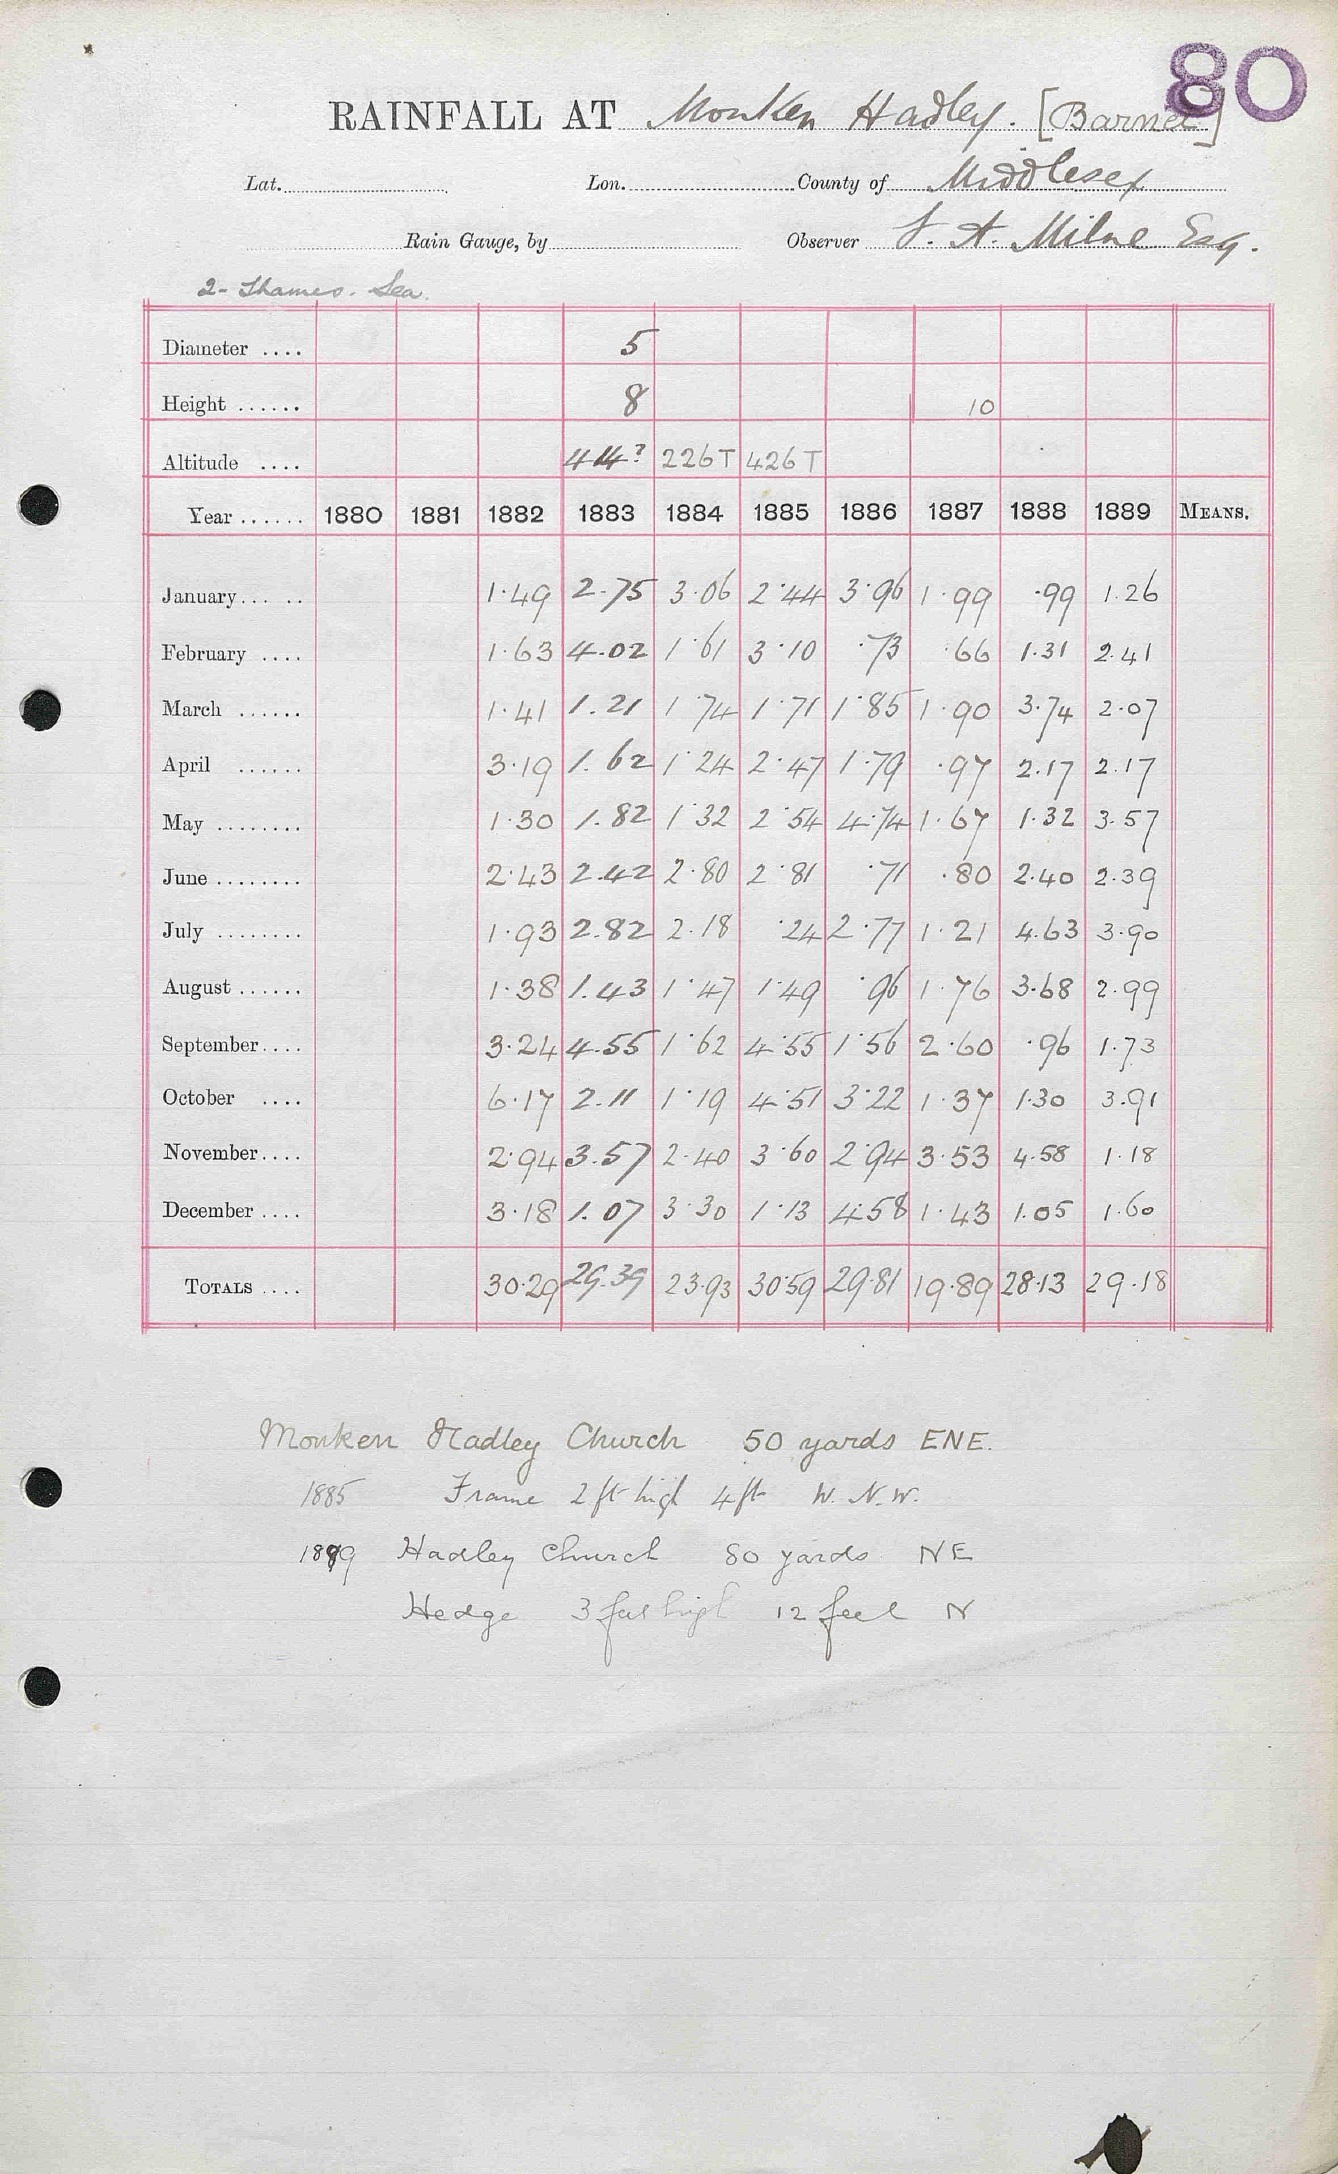 80
RAINFALL AT Monken Hadley. [Barnet]
Lat. Lon. County of Middlesex
Rain Gauge, by Observer F. A. Milne Esq.
2- Thames. Sea.
Diameter .... 5
Height ...... 8 10
Altitude .... 226T 426T
Year ...... 1880 1881 1882 1883 1884 1885 1886 1887 1888 1889 MEANS.
January... .. 1.49 2.75 3.06 2.44 3.96 1.99 .99 1.26
February .... 1.63 4.02 1.61 3.10 .73 .66 1.31 2.41
March ...... 1.41 1.21 1.74 1.71 1.85 1.90 3.74 2.07
April ...... 3.19 1.62 1.24 2.47 1.79 .97 2.17 2.17
May ........ 1.30 1.82 1.32 2.54 4.74 1.67 1.32 3.57
June ........ 2.43 2.42 2.80 2.81 .71 .80 2.40 2.39
July ........ 1.93 2.82 2.18 .24 2.77 1.21 4.63 3.90
August ...... 1.38 1.43 1.47 1.49 .96 1.76 3.68 2.99
September.... 3.24 4.55 1.62 4.55 1.56 2.60 .96 1.73
October .... 6.17 2.11 1.19 4.51 3.22 1.37 1.30 3.91
November.... 2.94 3.57 2.40 3.60 2.94 3.53 4.58 1.18
December .... 3.18 1.07 3.30 1.13 4.58 1.43 1.05 1.60
TOTALS .... 30.29 29.39 23.93 30.59 29.81 19.89 28.13 29.18
Monken Hadley Church 50 yards ENE.
1885 Frame 2 ft high 4 ft W. N. W.
Hadley Church 80 yards NE
Hedge 3 feet high 12 feet N